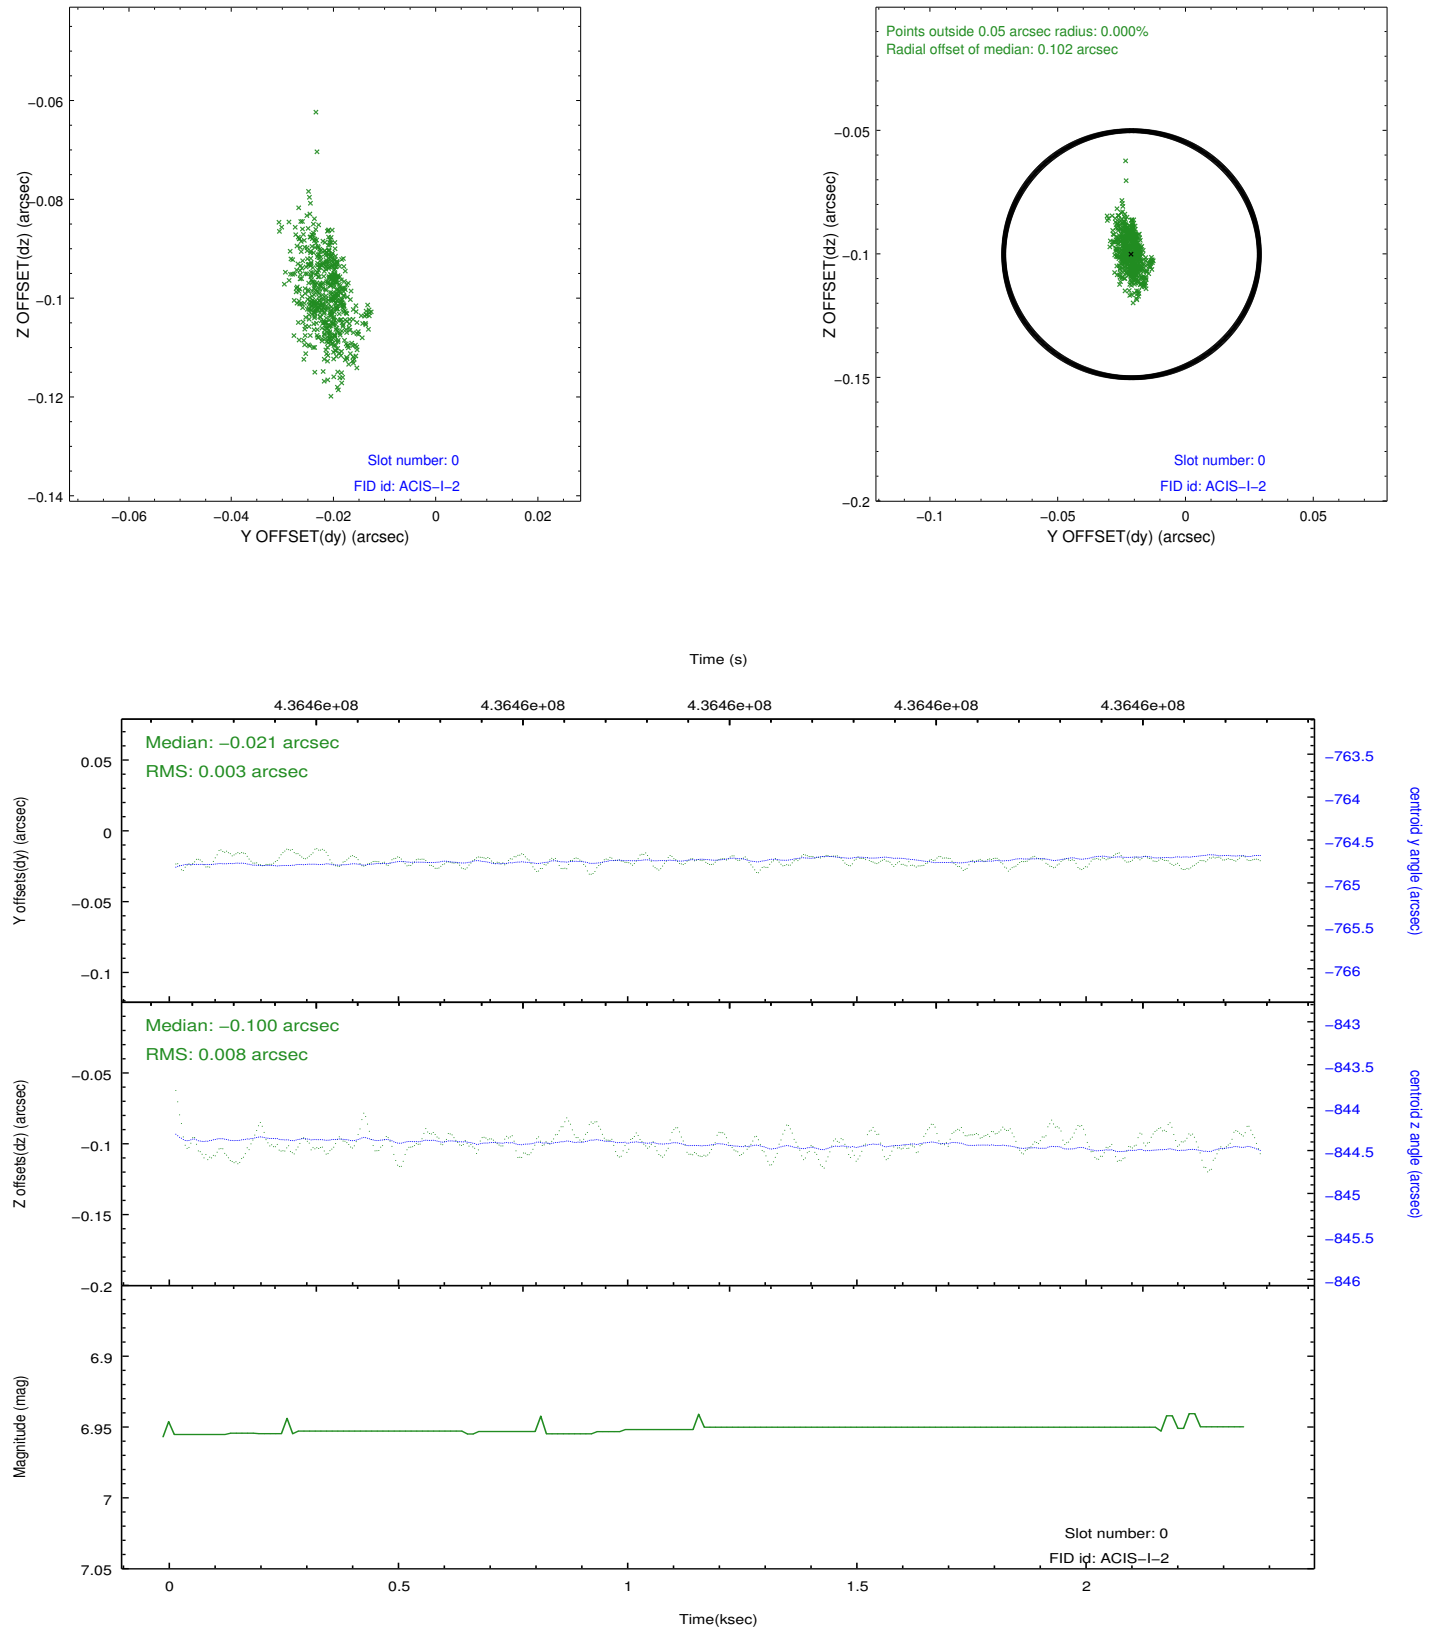 −0.06
−0.08
−0.1
−0.12
−0.14
Z OFFSET(dz) (arcsec)
Slot number: 0
FID id: ACIS−I−2
−0.06
−0.04
−0.02
0
0.02
Y OFFSET(dy) (arcsec)
Points outside 0.05 arcsec radius: 0.000%
Radial offset of median: 0.102 arcsec
−0.05
−0.1
−0.15
−0.2
Z OFFSET(dz) (arcsec)
Slot number: 0
FID id: ACIS−I−2
−0.1
−0.05
0
0.05
Y OFFSET(dy) (arcsec)
Time (s)
4.3646e+08
4.3646e+08
4.3646e+08
4.3646e+08
4.3646e+08
Median: −0.021 arcsec
RMS: 0.003 arcsec
0.05
0
−0.05
−0.1
Y offsets(dy) (arcsec)
−763.5
−764
−764.5
−765
−765.5
−766
centroid y angle (arcsec)
Median: −0.100 arcsec
RMS: 0.008 arcsec
−0.05
−0.1
−0.15
−0.2
Z offsets(dz) (arcsec)
−843
−843.5
−844
−844.5
−845
−845.5
−846
centroid z angle (arcsec)
6.9
6.95
7
7.05
Magnitude (mag)
Slot number: 0
FID id: ACIS−I−2
0
0.5
1
1.5
2
Time(ksec)